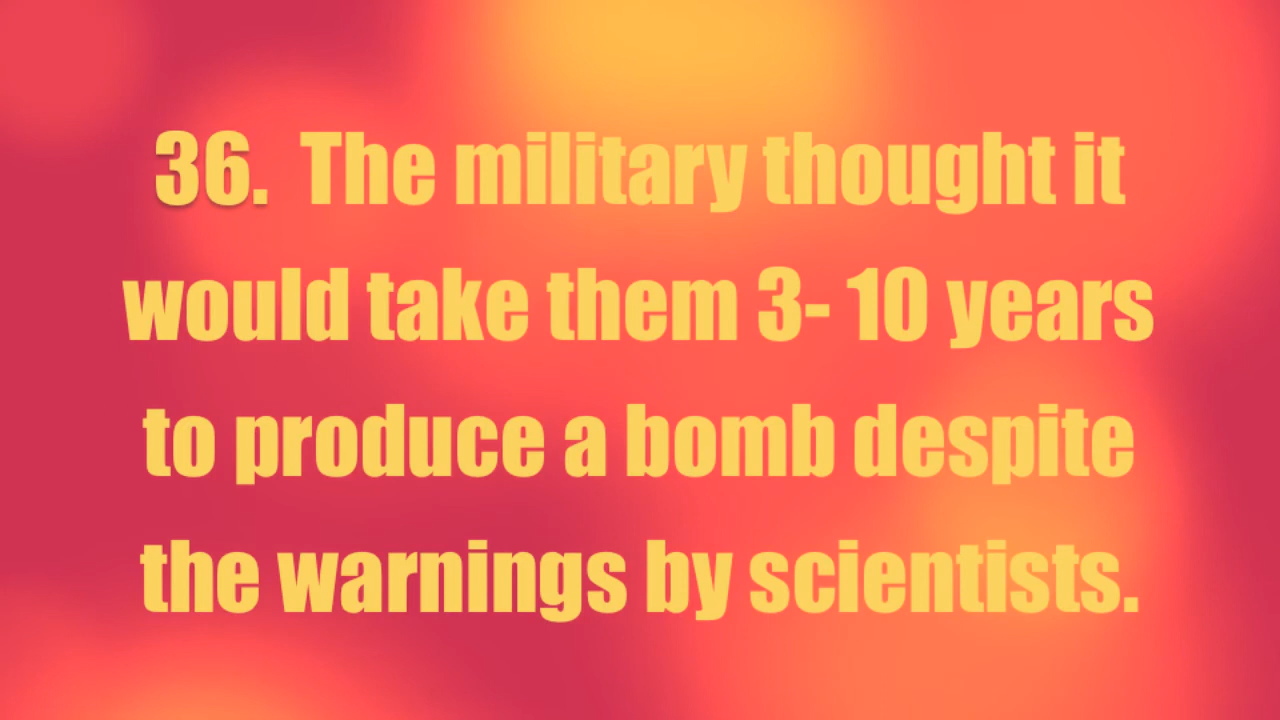 36. The military thought it
would take them 3- 10 years
to produce a bomb despite
the warnings by scientists.